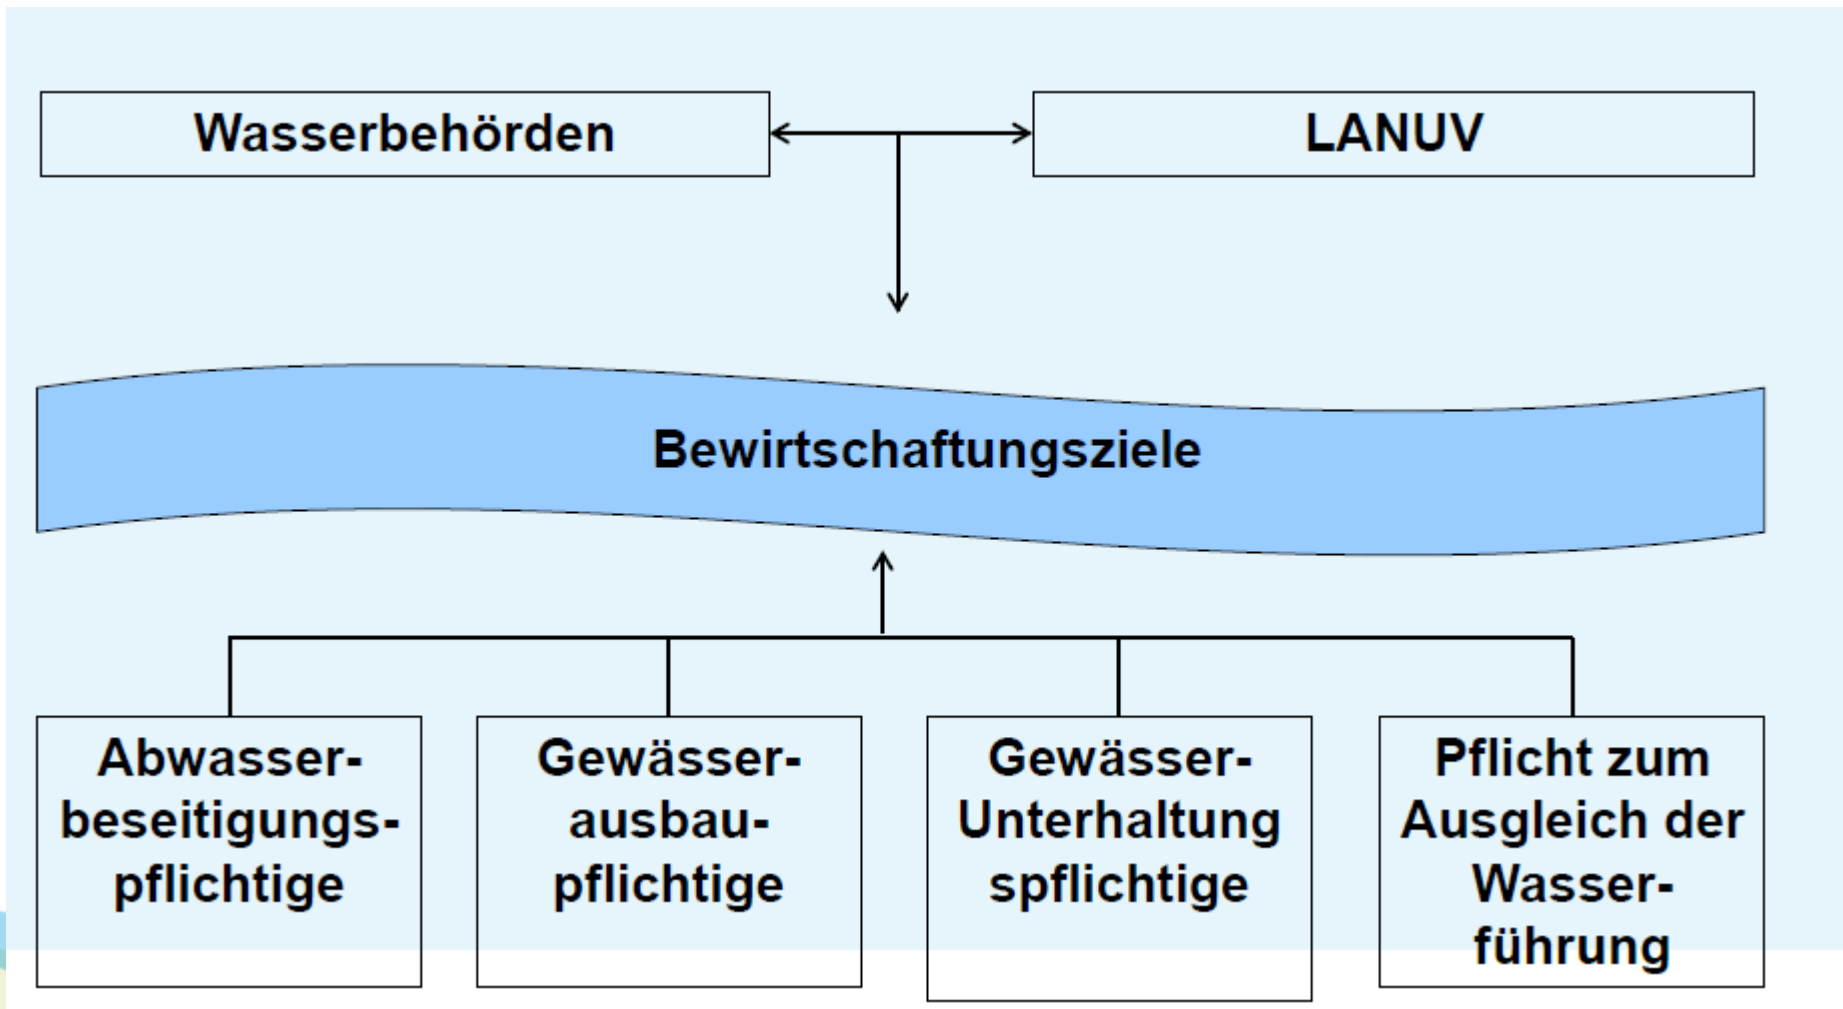 Wasserbehörden
LANUV
Bewirtschaftungsziele
Abwasser-
beseitigungs-
pflichtige
Gewässer-
ausbau-
pflichtige
Gewässer-
Unterhaltung
spflichtige
Pflicht zum
Ausgleich der
Wasser-
führung